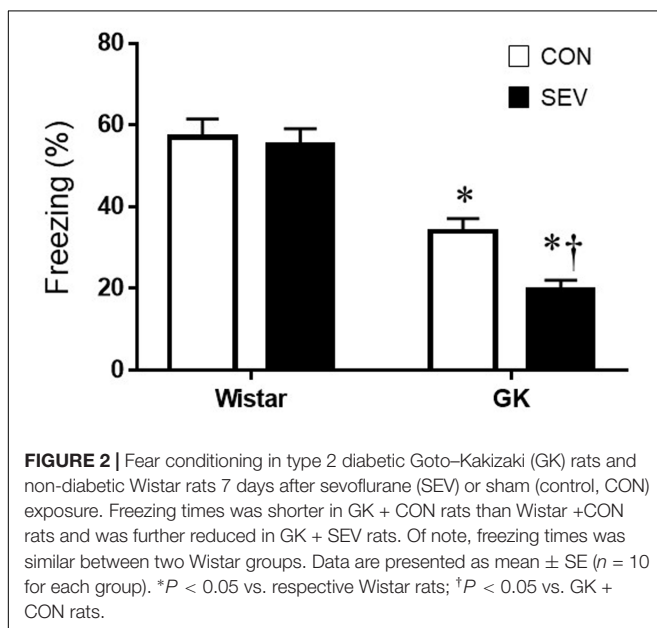 80
CON
SEV
60
Freezing (%)
40
*
*†
20
0
Wistar GK
FIGURE 2 | Fear conditioning in type 2 diabetic Goto–Kakizaki (GK) rats and
non-diabetic Wistar rats 7 days after sevoflurane (SEV) or sham (control, CON)
exposure. Freezing times was shorter in GK + CON rats than Wistar +CON
rats and was further reduced in GK + SEV rats. Of note, freezing times was
similar between two Wistar groups. Data are presented as mean ± SE (n = 10
for each group). *P < 0.05 vs. respective Wistar rats; †P < 0.05 vs. GK +
CON rats.